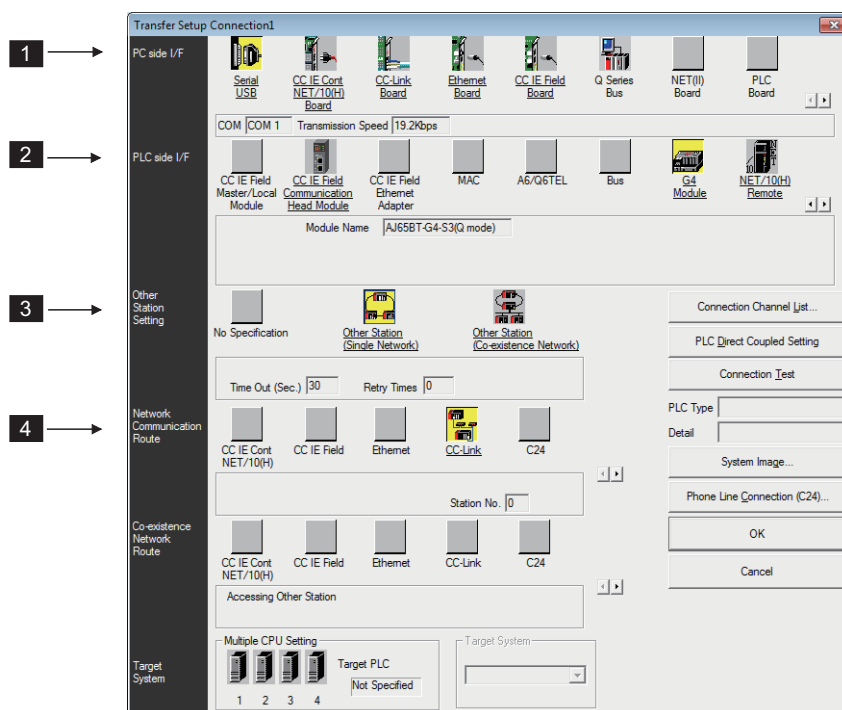 Transfer Setup Connection1
1
PC side I/F
Serial
USB
CC IE Cont
NET/10(H)
Board
CC-Link
Board
Ethernet
Board
CC IE Field
Board
Q Series
Bus
NET(II)
Board
PLC
Board
COM COM 1 Transmission Speed 19.2Kbps
2
PLC side I/F
CC IE Field
Master/Local
Module
CC IE Field
Communication
Head Module
CC IE Field
Ethernet
Adapter
MAC
A6/Q6TEL
Bus
G4
Module
NET/10(H)
Remote
Module Name AJ65BT-G4-S3(Q mode)
3
Other
Station
Setting
No Specification
Other Station
(Single Network)
Other Station
(Co-existence Network)
Time Out (Sec.) 30 Retry Times 0
Connection Channel List...
PLC Direct Coupled Setting
Connection Test
PLC Type
Detail
System Image...
Phone Line Connection (C24)...
OK
Cancel
4
Network
Communication
Route
CC IE Cont
NET/10(H)
CC IE Field
Ethernet
CC-Link
C24
Station No. 0
Co-existence
Network
Route
CC IE Cont
NET/10(H)
CC IE Field
Ethernet
CC-Link
C24
Accessing Other Station
Target
System
Multiple CPU Setting
1 2 3 4
Target PLC
Not Specified
Target System